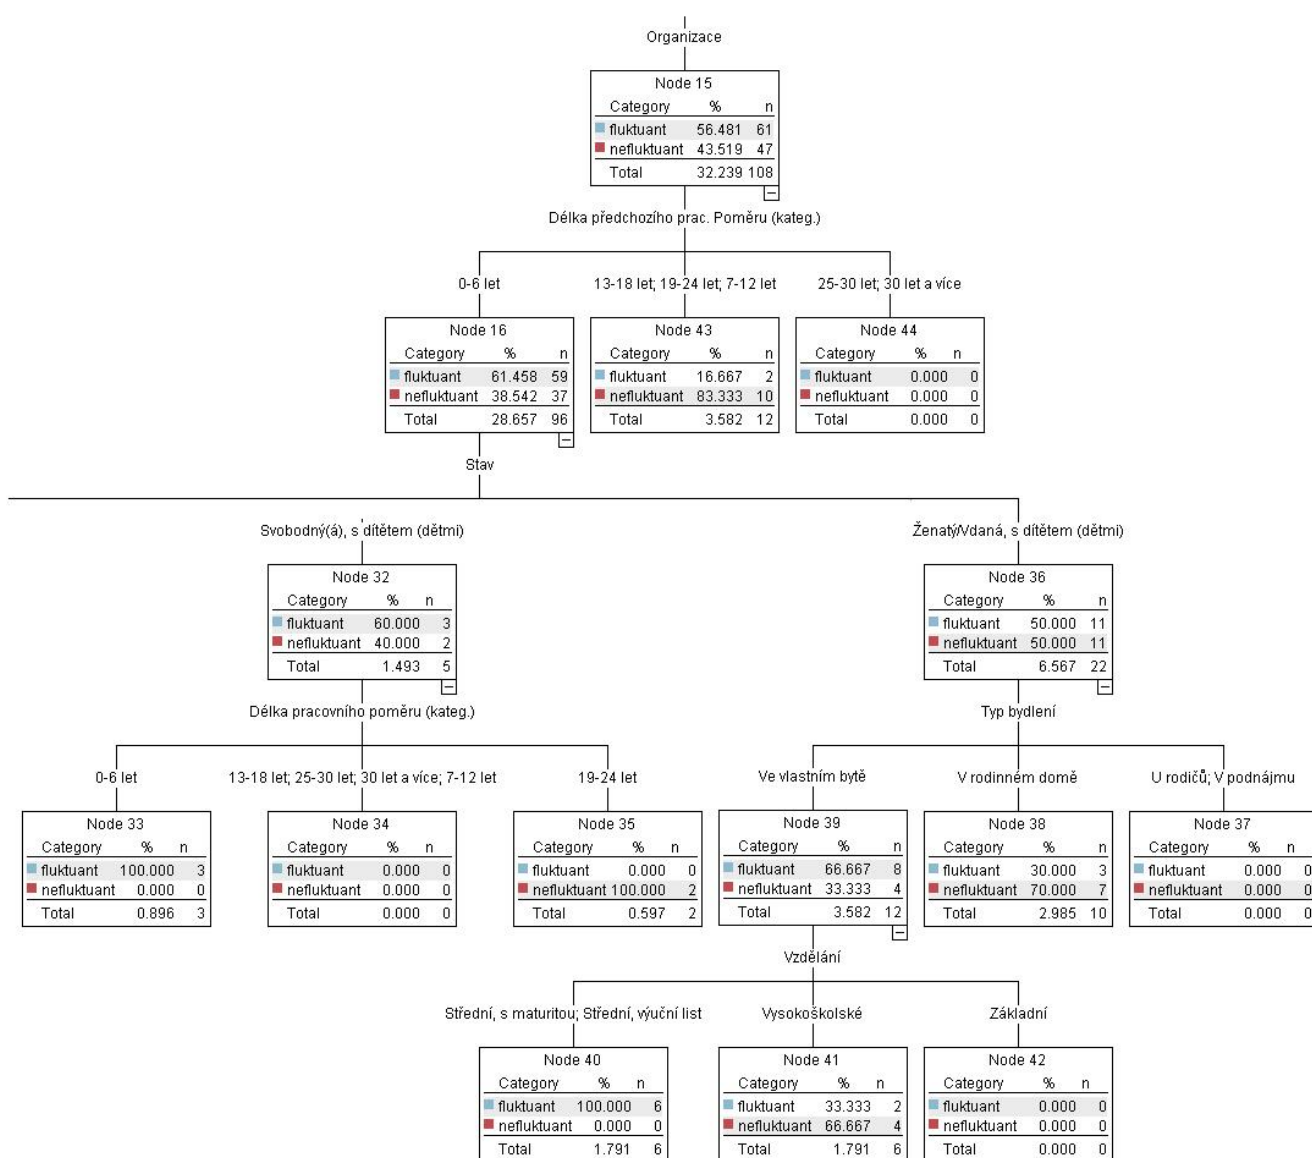 Organizace
Node 15
Category % n
fluktuant 56.481 61
nefluktuant 43.519 47
Total 32.239 108
Délka předchozího prac. Poměru (kateg.)
0-6 let
13-18 let; 19-24 let; 7-12 let
25-30 let; 30 let a více
Node 16
Category % n
fluktuant 61.458 59
nefluktuant 38.542 37
Total 28.657 96
Node 43
Category % n
fluktuant 16.667 2
nefluktuant 83.333 10
Total 3.582 12
Node 44
Category % n
fluktuant 0.000 0
nefluktuant 0.000 0
Total 0.000 0
Stav
Svobodný(á), s dítětem (dětmi)
Ženatý/Vdaná, s dítětem (dětmi)
Node 32
Category % n
fluktuant 60.000 3
nefluktuant 40.000 2
Total 1.493 5
Node 36
Category % n
fluktuant 50.000 11
nefluktuant 50.000 11
Total 6.567 22
Délka pracovního poměru (kateg.)
Typ bydlení
0-6 let
13-18 let; 25-30 let; 30 let a více; 7-12 let
19-24 let
Ve vlastním bytě
V rodinném domě
U rodičů; V podnájmu
Node 33
Category % n
fluktuant 100.000 3
nefluktuant 0.000 0
Total 0.896 3
Node 34
Category % n
fluktuant 0.000 0
nefluktuant 0.000 0
Total 0.000 0
Node 35
Category % n
fluktuant 0.000 0
nefluktuant 100.000 2
Total 0.597 2
Node 39
Category % n
fluktuant 66.667 8
nefluktuant 33.333 4
Total 3.582 12
Node 38
Category % n
fluktuant 30.000 3
nefluktuant 70.000 7
Total 2.985 10
Node 37
Category % n
fluktuant 0.000 0
nefluktuant 0.000 0
Total 0.000 0
Vzdělání
Střední, s maturitou; Střední, výuční list
Vysokoškolské
Základní
Node 40
Category % n
fluktuant 100.000 6
nefluktuant 0.000 0
Total 1.791 6
Node 41
Category % n
fluktuant 33.333 2
nefluktuant 66.667 4
Total 1.791 6
Node 42
Category % n
fluktuant 0.000 0
nefluktuant 0.000 0
Total 0.000 0